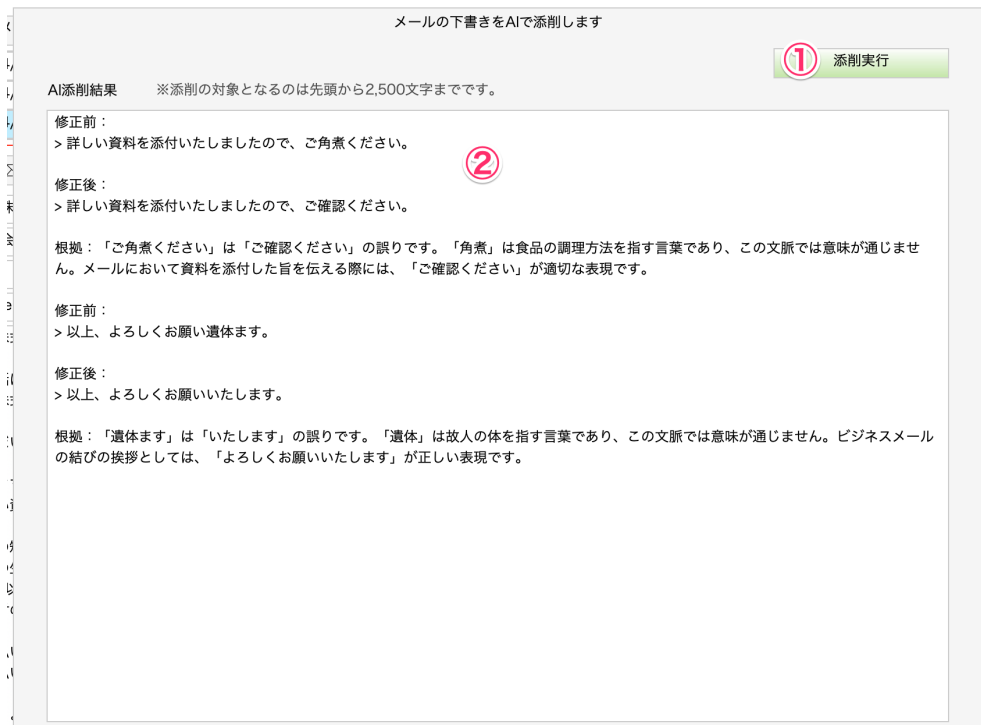 メールの下書きをAIで添削します
① 添削実行
AI添削結果 ※添削の対象となるのは先頭から2,500文字までです。
修正前：
> 詳しい資料を添付いたしましたので、ご角煮ください。
②
修正後：
> 詳しい資料を添付いたしましたので、ご確認ください。
根拠：「ご角煮ください」は「ご確認ください」の誤りです。「角煮」は食品の調理方法を指す言葉であり、この文脈では意味が通じませ
ん。メールにおいて資料を添付した旨を伝える際には、「ご確認ください」が適切な表現です。
修正前：
> 以上、よろしくお願い遺体ます。
修正後：
> 以上、よろしくお願いいたします。
根拠：「遺体ます」は「いたします」の誤りです。「遺体」は故人の体を指す言葉であり、この文脈では意味が通じません。ビジネスメール
の結びの挨拶としては、「よろしくお願いいたします」が正しい表現です。